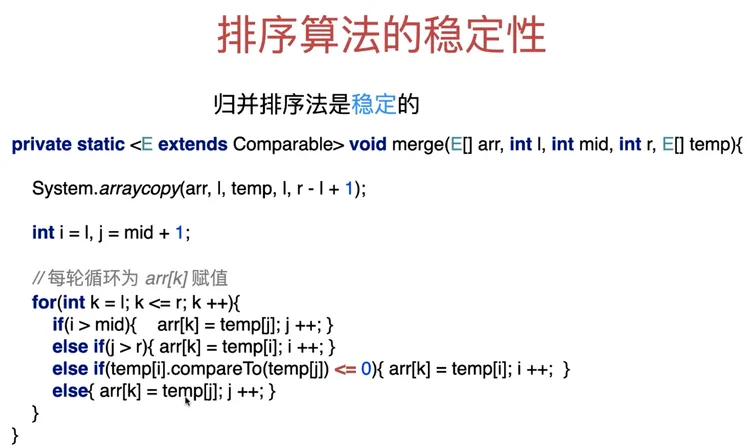 排序算法的稳定性
归并排序法是稳定的
private static <E extends Comparable> void merge(E[] arr, int l, int mid, int r, E[] temp){
System.arraycopy(arr, l, temp, l, r - l + 1);
int i = l, j = mid + 1;
// 每轮循环为 arr[k] 赋值
for(int k = l; k <= r; k ++){
if(i > mid){ arr[k] = temp[j]; j ++; }
else if(j > r){ arr[k] = temp[i]; i ++; }
else if(temp[i].compareTo(temp[j]) <= 0){ arr[k] = temp[i]; i ++; }
else{ arr[k] = temp[j]; j ++; }
}
}